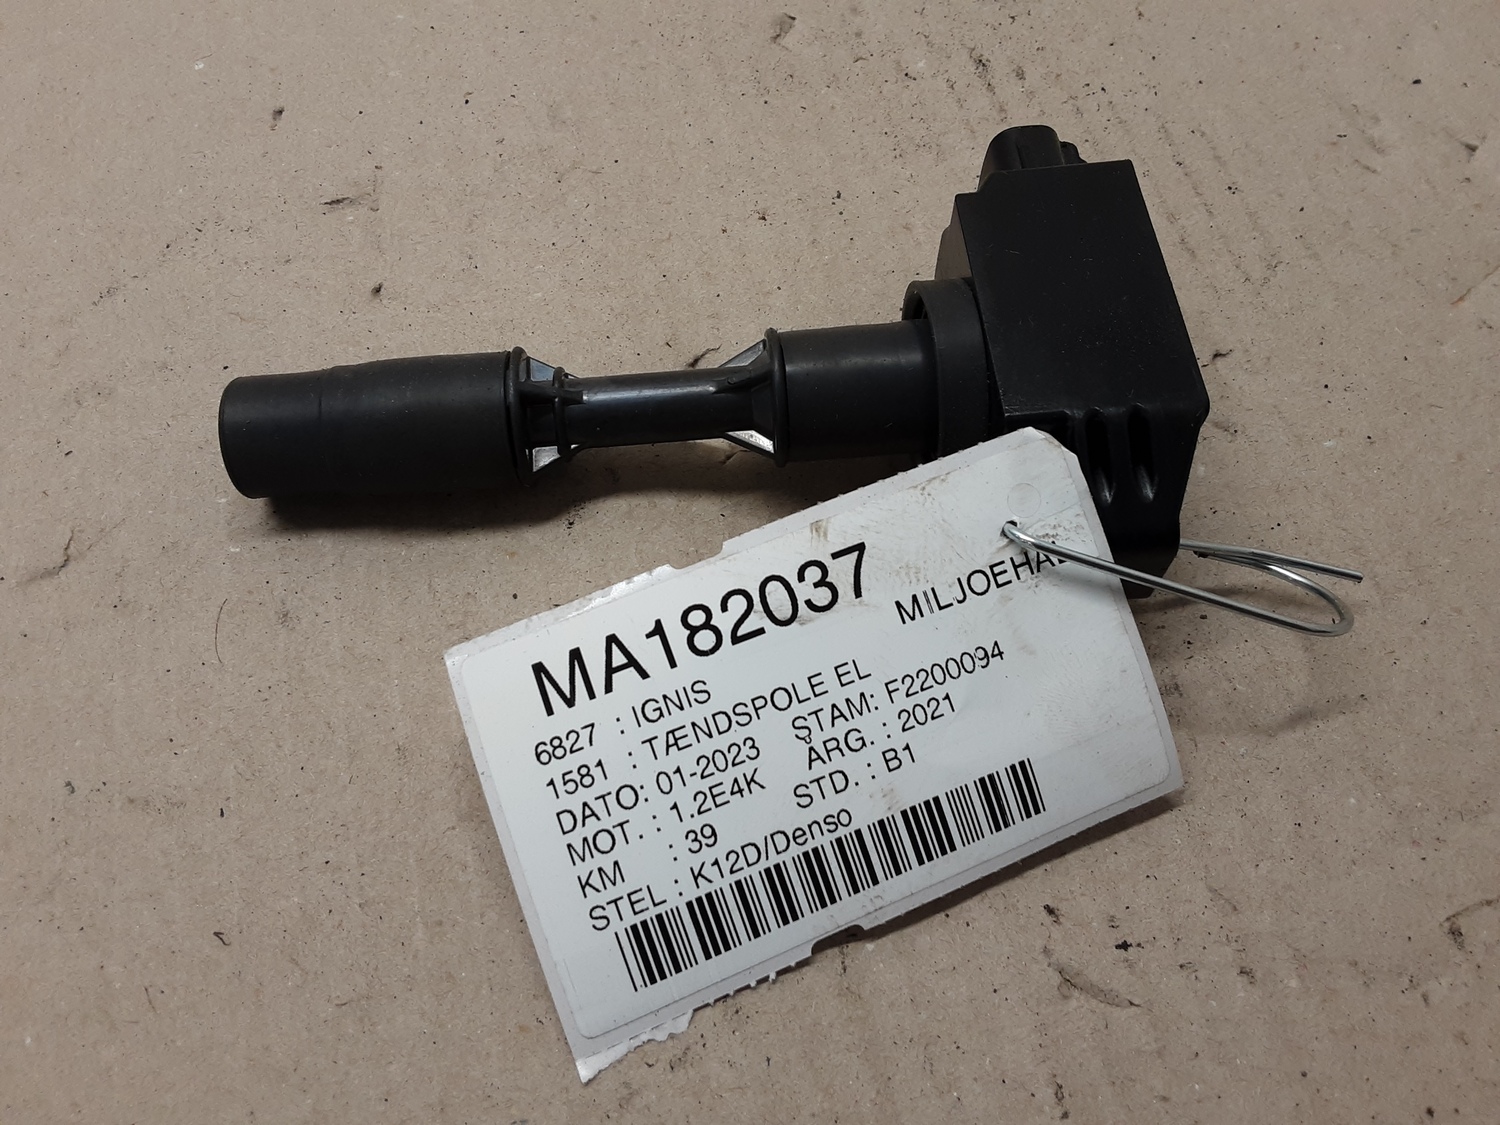 MA182037
MILJOEHAL
6827 : IGNIS
1581 : TÆNDSPOLE EL
DATO: 01-2023 STAM: F2200094
MOT. : 1.2E4K ÅRG. : 2021
KM : 39 STD. : B1
STEL : K12D/Denso